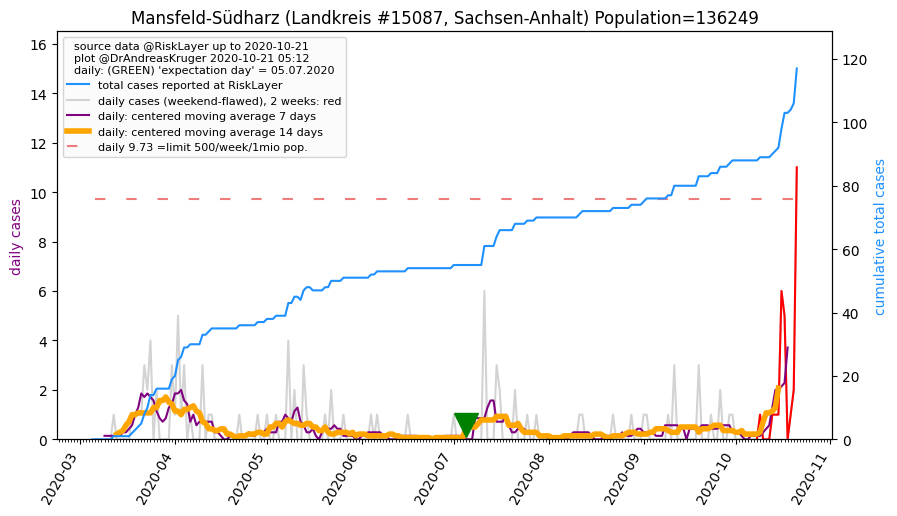 Mansfeld-Südharz (Landkreis #15087, Sachsen-Anhalt) Population=136249
source data @RiskLayer up to 2020-10-21
plot @DrAndreasKruger 2020-10-21 05:12
daily: (GREEN) 'expectation day' = 05.07.2020
total cases reported at RiskLayer
daily cases (weekend-flawed), 2 weeks: red
daily: centered moving average 7 days
daily: centered moving average 14 days
daily 9.73 =limit 500/week/1mio pop.
daily cases
16
14
12
10
8
6
4
2
0
cumulative total cases
120
100
80
60
40
20
0
2020-03
2020-04
2020-05
2020-06
2020-07
2020-08
2020-09
2020-10
2020-11